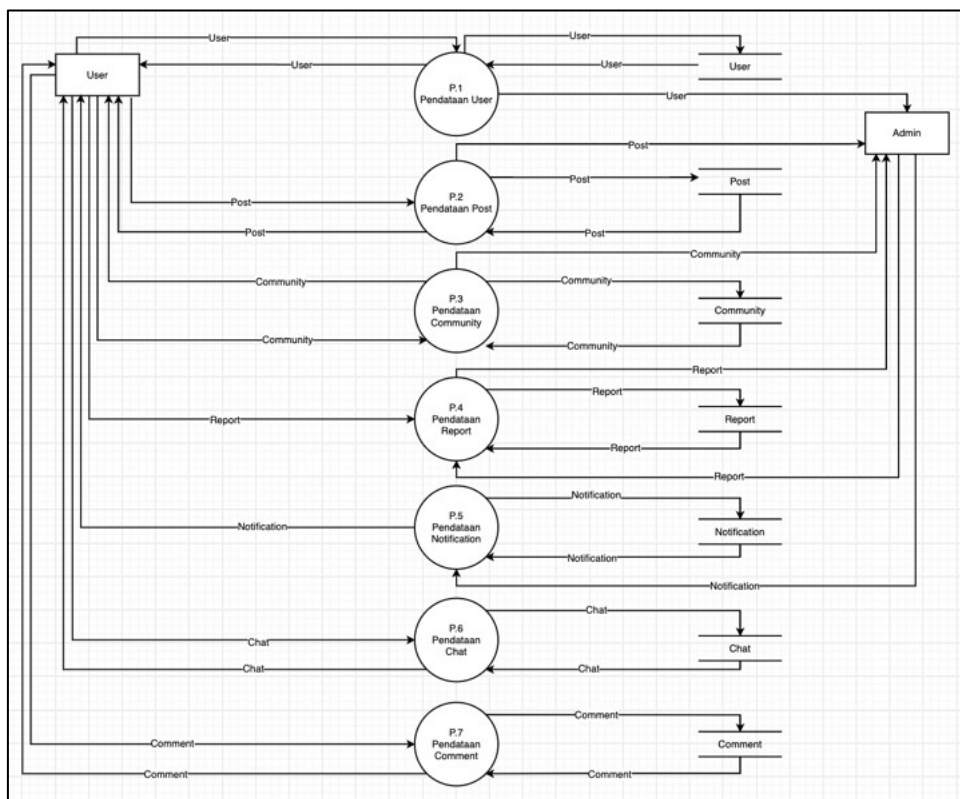 User
User
User
User
User
User
P.1
Pendataan User
User
Admin
Post
P.2
Pendataan Post
Post
Post
Post
Post
Post
Community
Community
Community
P.3
Pendataan
Community
Community
Community
Community
Report
P.4
Pendataan
Report
Report
Report
Report
Report
Report
Notification
P.5
Pendataan
Notification
Notification
Notification
Notification
Notification
Chat
P.6
Pendataan
Chat
Chat
Chat
Chat
Chat
Comment
P.7
Pendataan
Comment
Comment
Comment
Comment
Comment